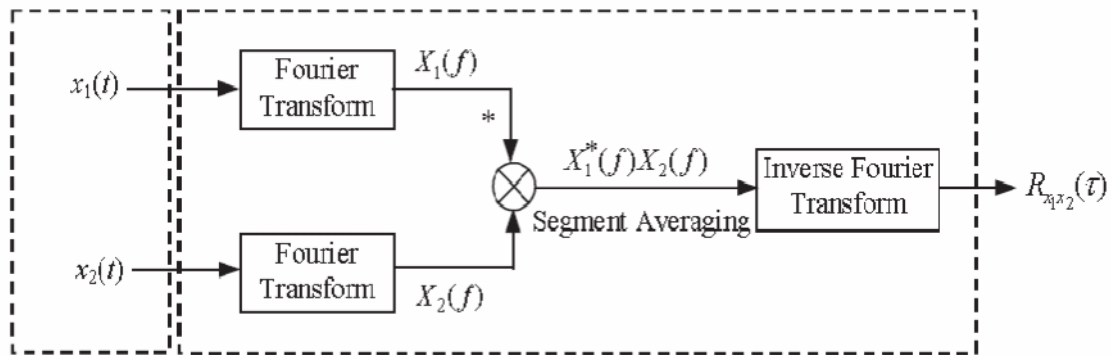 x₁(t)
Fourier
Transform
X₁(f)
*
X₁*(f)X₂(f)
Segment Averaging
Inverse Fourier
Transform
Rₓ₁ₓ₂(τ)
x₂(t)
Fourier
Transform
X₂(f)